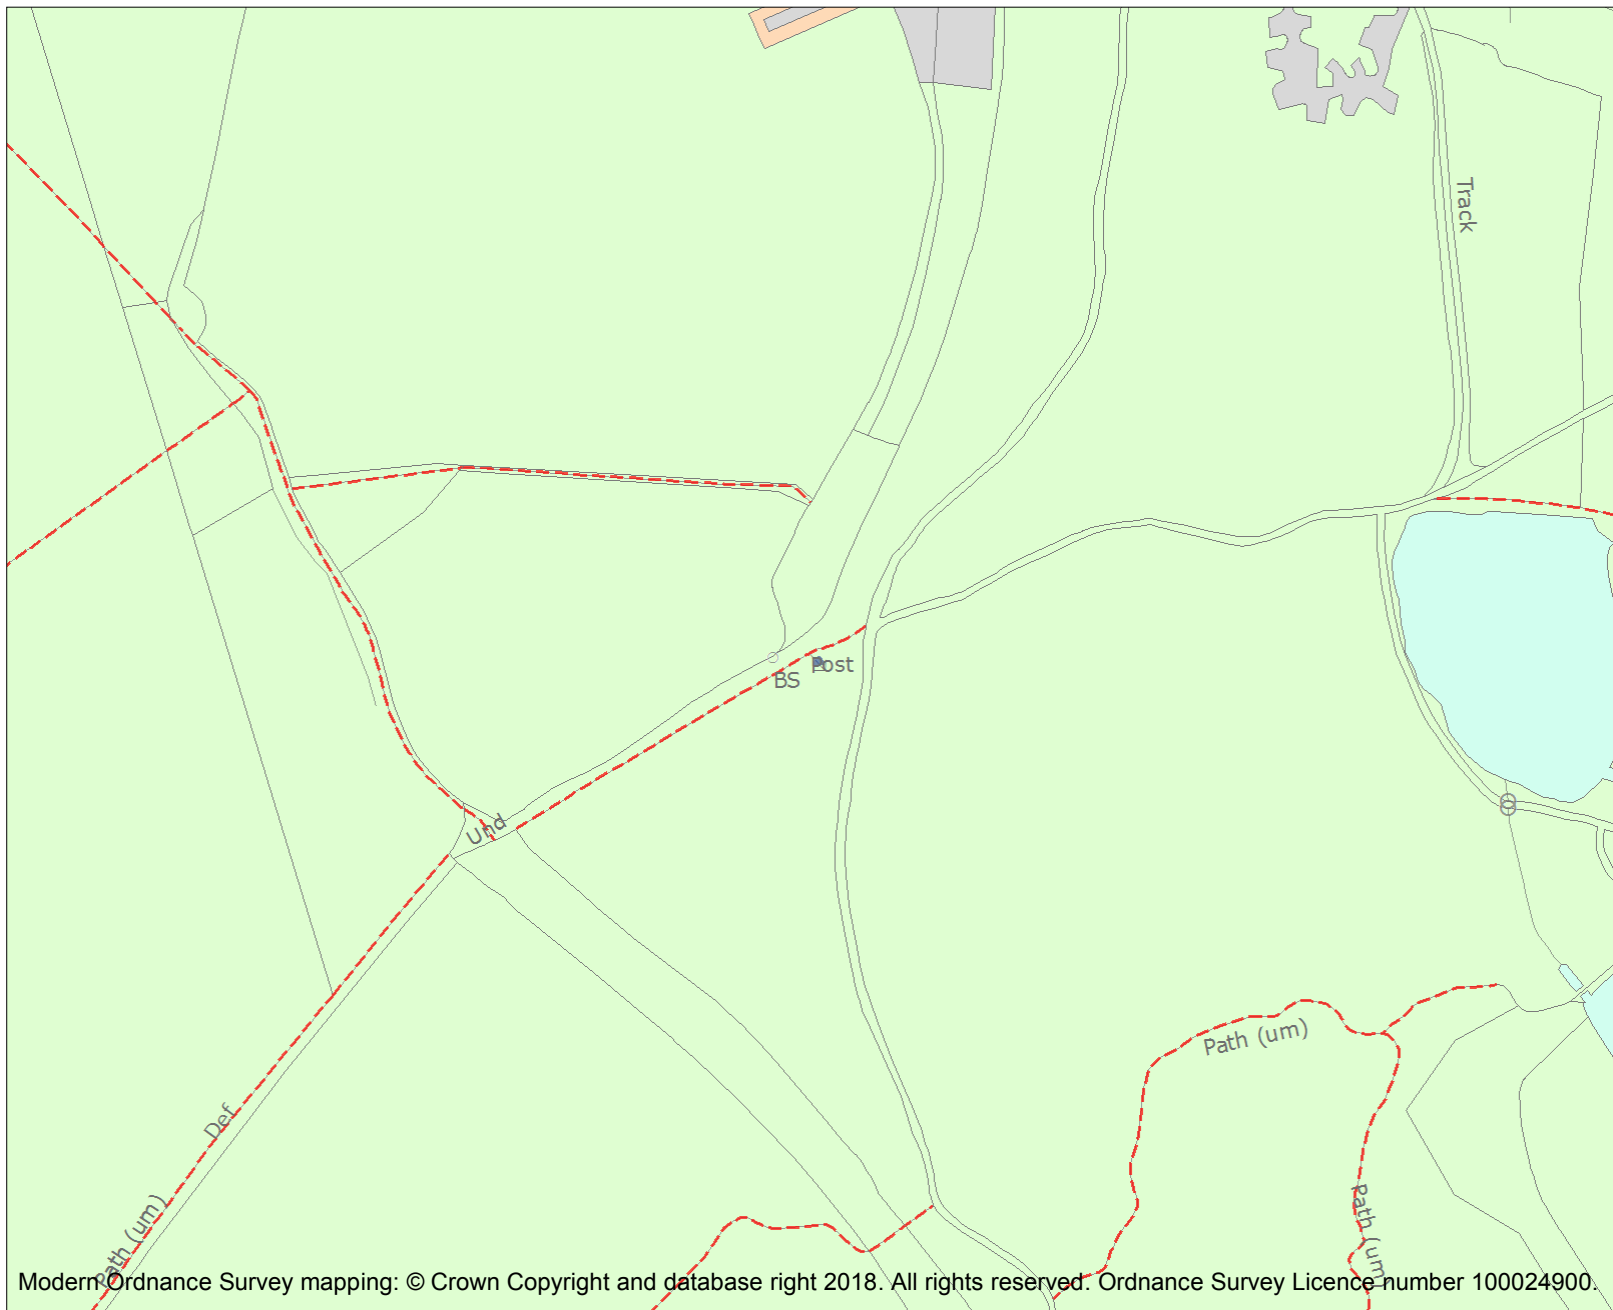 Track
Post
BS
Und
Path (um)
Def
Path (um)
Path (um)
Modern Ordnance Survey mapping: © Crown Copyright and database right 2018. All rights reserved. Ordnance Survey Licence number 100024900.